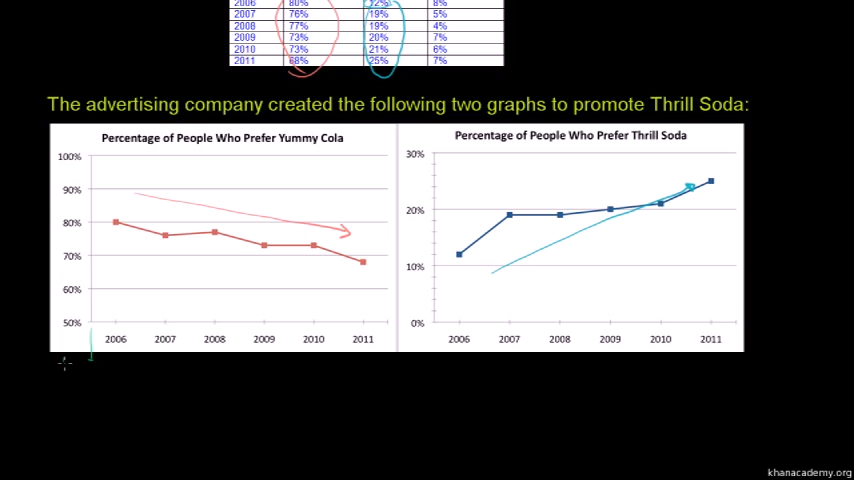 2006 80% 12% 8%
2007 76% 19% 5%
2008 77% 19% 4%
2009 73% 20% 7%
2010 73% 21% 6%
2011 68% 25% 7%
The advertising company created the following two graphs to promote Thrill Soda:
Percentage of People Who Prefer Yummy Cola
100%
90%
80%
70%
60%
50%
2006 2007 2008 2009 2010 2011
Percentage of People Who Prefer Thrill Soda
30%
20%
10%
0%
2006 2007 2008 2009 2010 2011
khanacademy.org